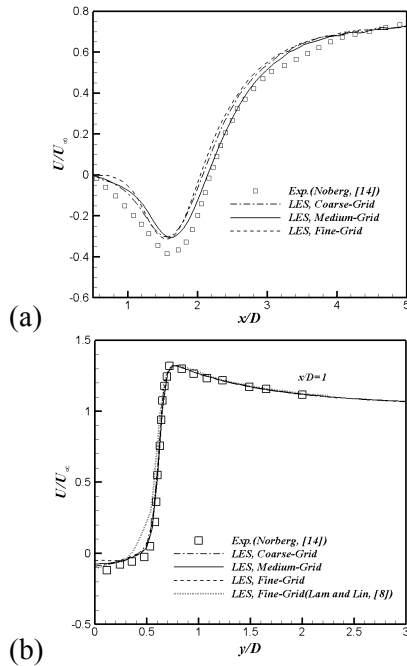 0.8
0.6
0.4
0.2
0
-0.2
-0.4
-0.6
U/U∞
Exp.(Noberg, [14])
LES, Coarse-Grid
LES, Medium-Grid
LES, Fine-Grid
1 2 3 4 5
x/D
(a)
1.5
1
0.5
0
-0.5
U/U∞
x/D=1
Exp.(Norberg, [14])
LES, Coarse-Grid
LES, Medium-Grid
LES, Fine-Grid
LES, Fine-Grid(Lam and Lin, [8])
0 0.5 1 1.5 2 2.5 3
y/D
(b)